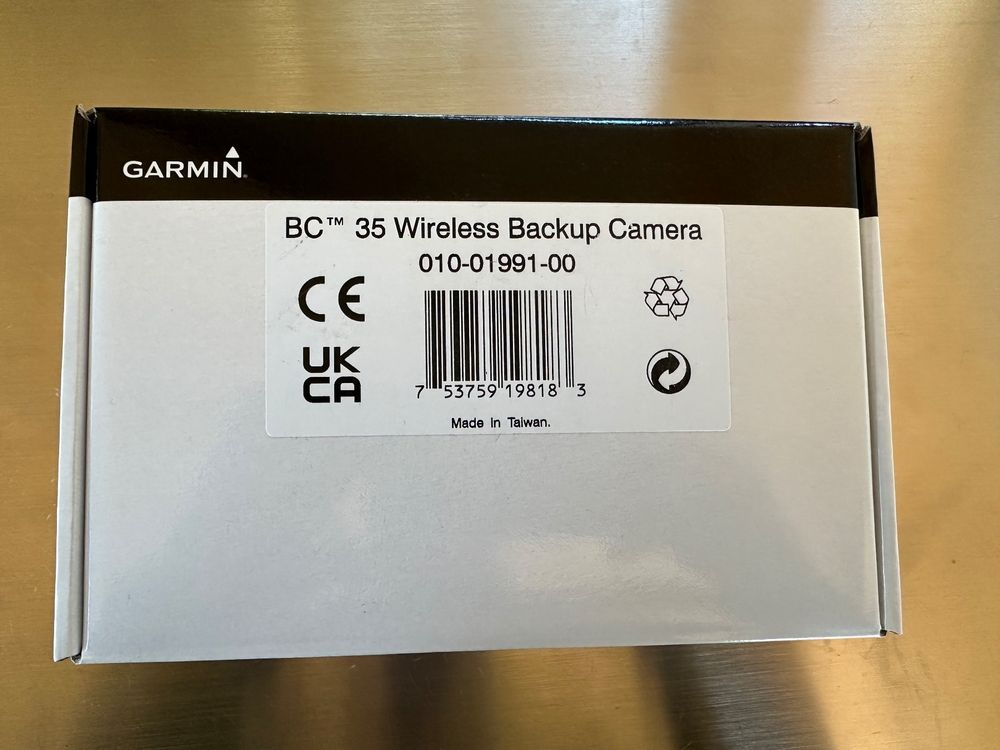 GARMIN
BC™ 35 Wireless Backup Camera
010-01991-00
CE
UK
CA
7 53759 19818 3
Made in Taiwan.